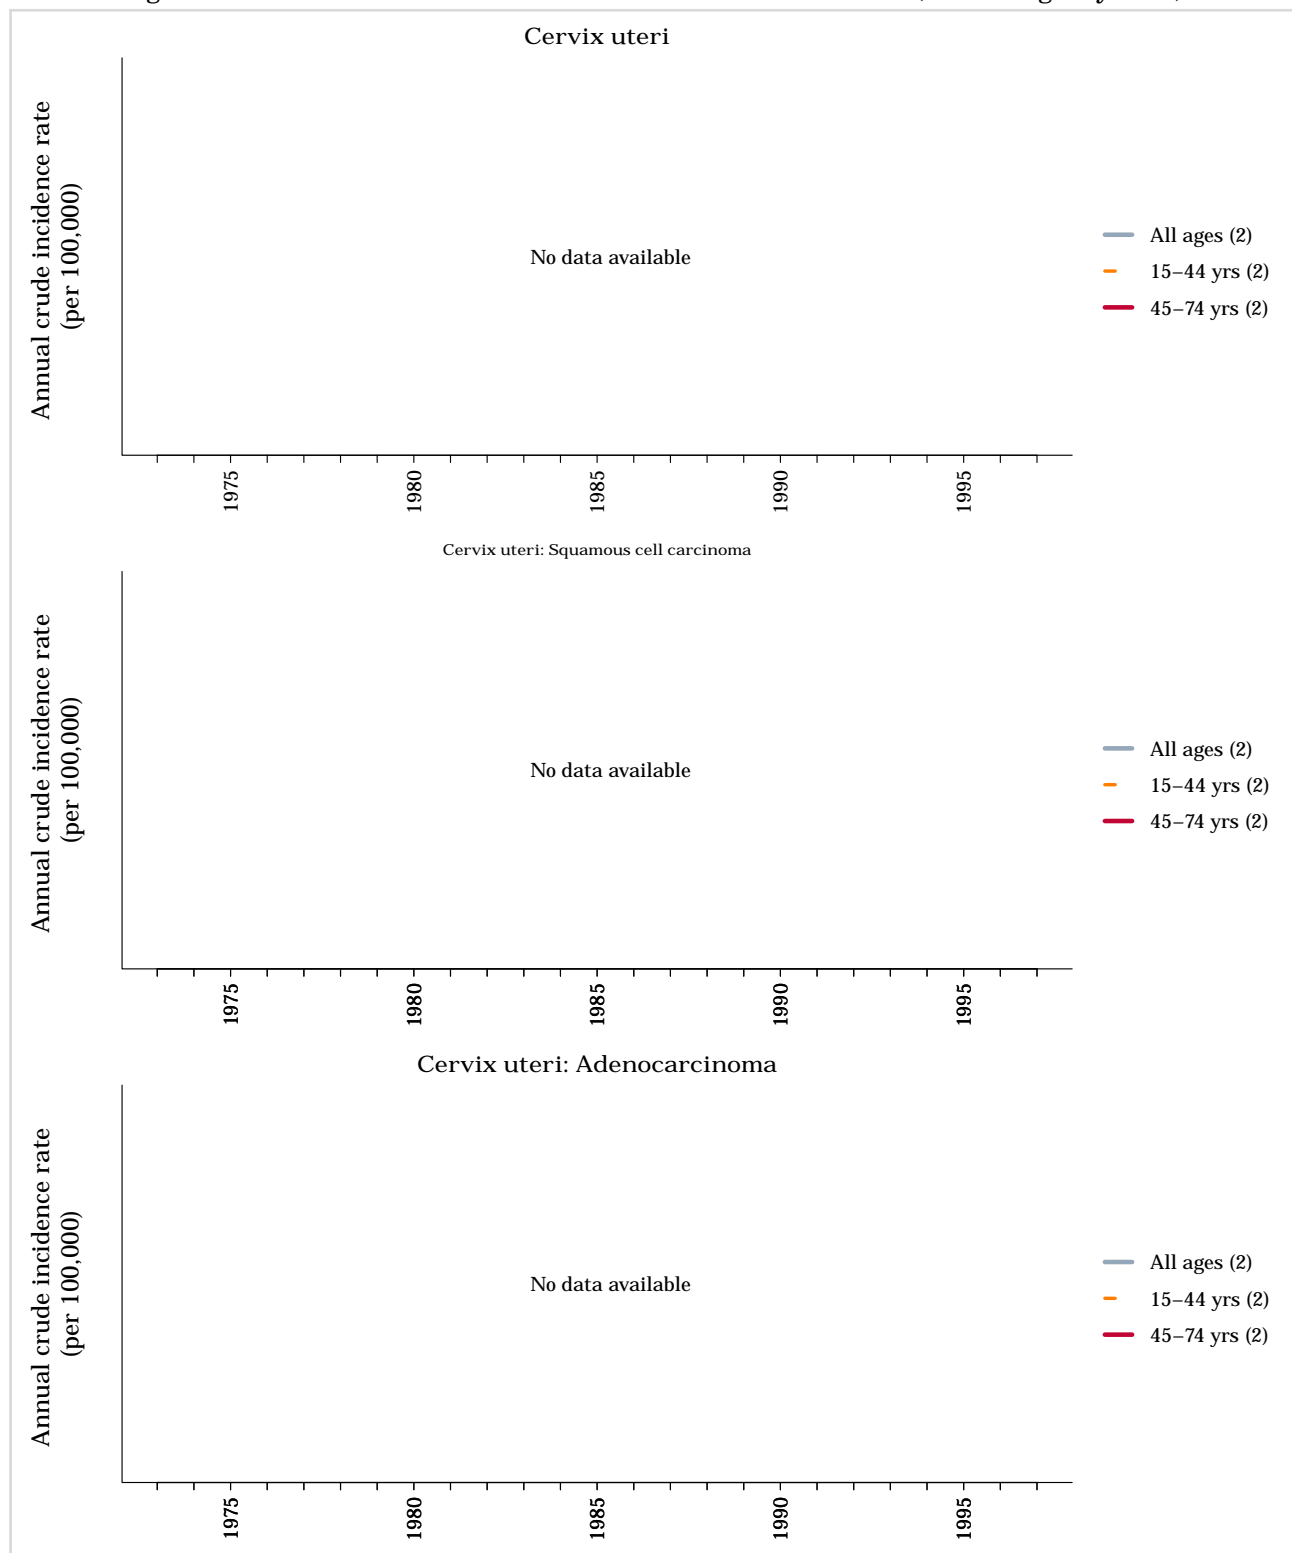 Cervix uteri
Annual crude incidence rate
(per 100,000)
No data available
All ages (2)
15–44 yrs (2)
45–74 yrs (2)
1975
1980
1985
1990
1995
Cervix uteri: Squamous cell carcinoma
Annual crude incidence rate
(per 100,000)
No data available
All ages (2)
15–44 yrs (2)
45–74 yrs (2)
1975
1980
1985
1990
1995
Cervix uteri: Adenocarcinoma
Annual crude incidence rate
(per 100,000)
No data available
All ages (2)
15–44 yrs (2)
45–74 yrs (2)
1975
1980
1985
1990
1995